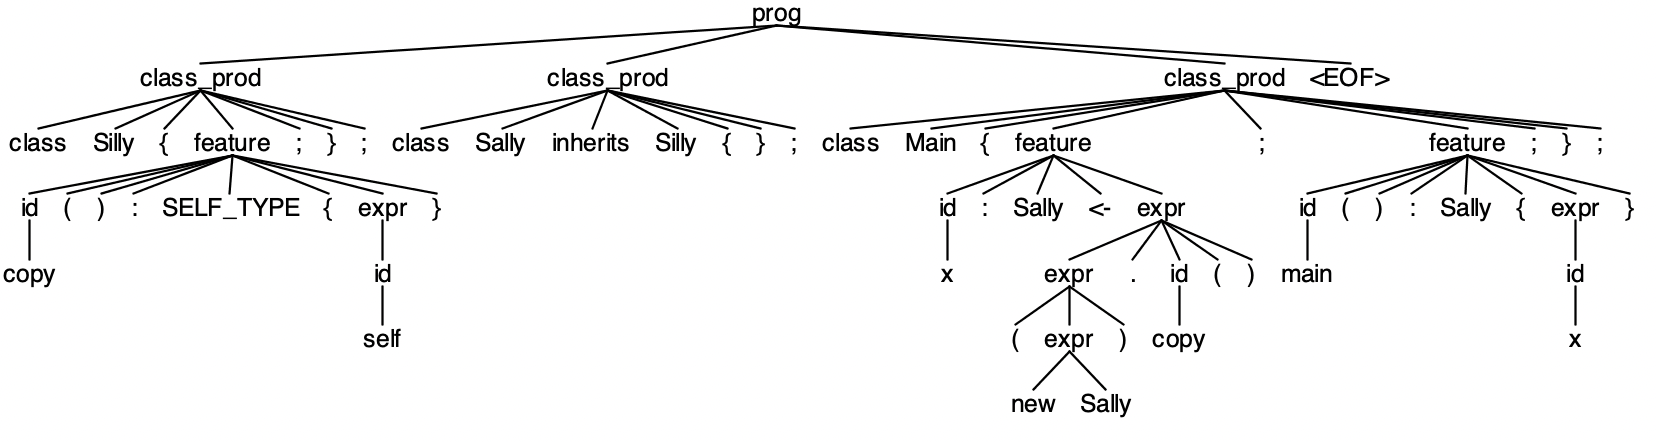 prog
class_prod class_prod class_prod <EOF>
class Silly { feature ; } ; class Sally inherits Silly { } ; class Main { feature ; feature ; } ;
id ( ) : SELF_TYPE { expr } id : Sally <- expr id ( ) : Sally { expr }
copy id x expr . id ( ) main id
self ( expr ) copy x
new Sally